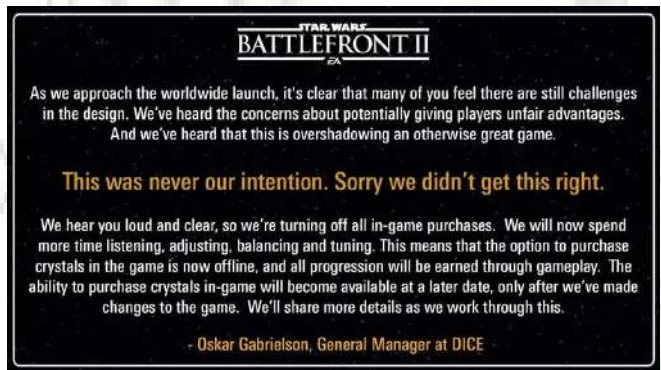 STAR WARS
BATTLEFRONT II
EA
As we approach the worldwide launch, it's clear that many of you feel there are still challenges
in the design. We've heard the concerns about potentially giving players unfair advantages.
And we've heard that this is overshadowing an otherwise great game.
This was never our intention. Sorry we didn't get this right.
We hear you loud and clear, so we're turning off all in-game purchases. We will now spend
more time listening, adjusting, balancing and tuning. This means that the option to purchase
crystals in the game is now offline, and all progression will be earned through gameplay. The
ability to purchase crystals in-game will become available at a later date, only after we've made
changes to the game. We'll share more details as we work through this.
- Oskar Gabrielson, General Manager at DICE